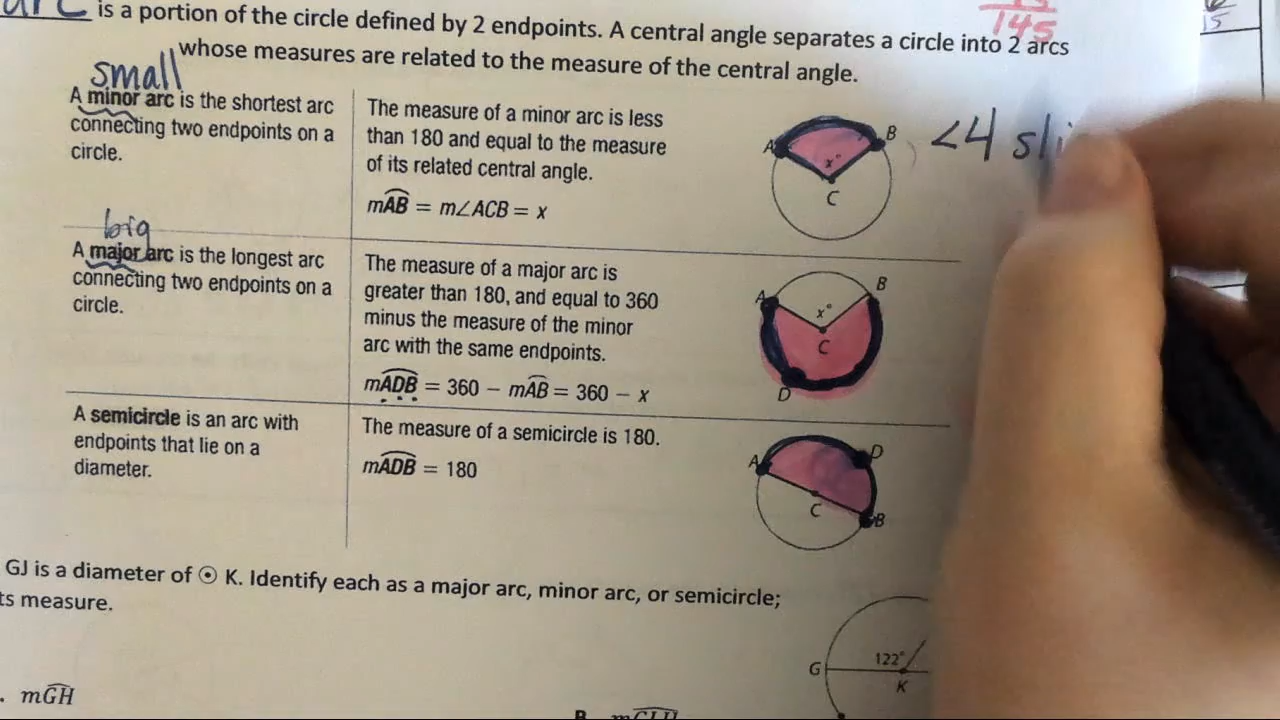 arc is a portion of the circle defined by 2 endpoints. A central angle separates a circle into 2 arcs
whose measures are related to the measure of the central angle.
145
15
small
A minor arc is the shortest arc
connecting two endpoints on a
circle.
The measure of a minor arc is less
than 180 and equal to the measure
of its related central angle.
mAB = m∠ACB = x
A
B
x°
C
<4 sli
big
A major arc is the longest arc
connecting two endpoints on a
circle.
The measure of a major arc is
greater than 180, and equal to 360
minus the measure of the minor
arc with the same endpoints.
mADB = 360 − mAB = 360 − x
A
B
x°
C
D
A semicircle is an arc with
endpoints that lie on a
diameter.
The measure of a semicircle is 180.
mADB = 180
A
D
C
B
GJ is a diameter of ⊙ K. Identify each as a major arc, minor arc, or semicircle;
ts measure.
G
122°
K
. mGH
B